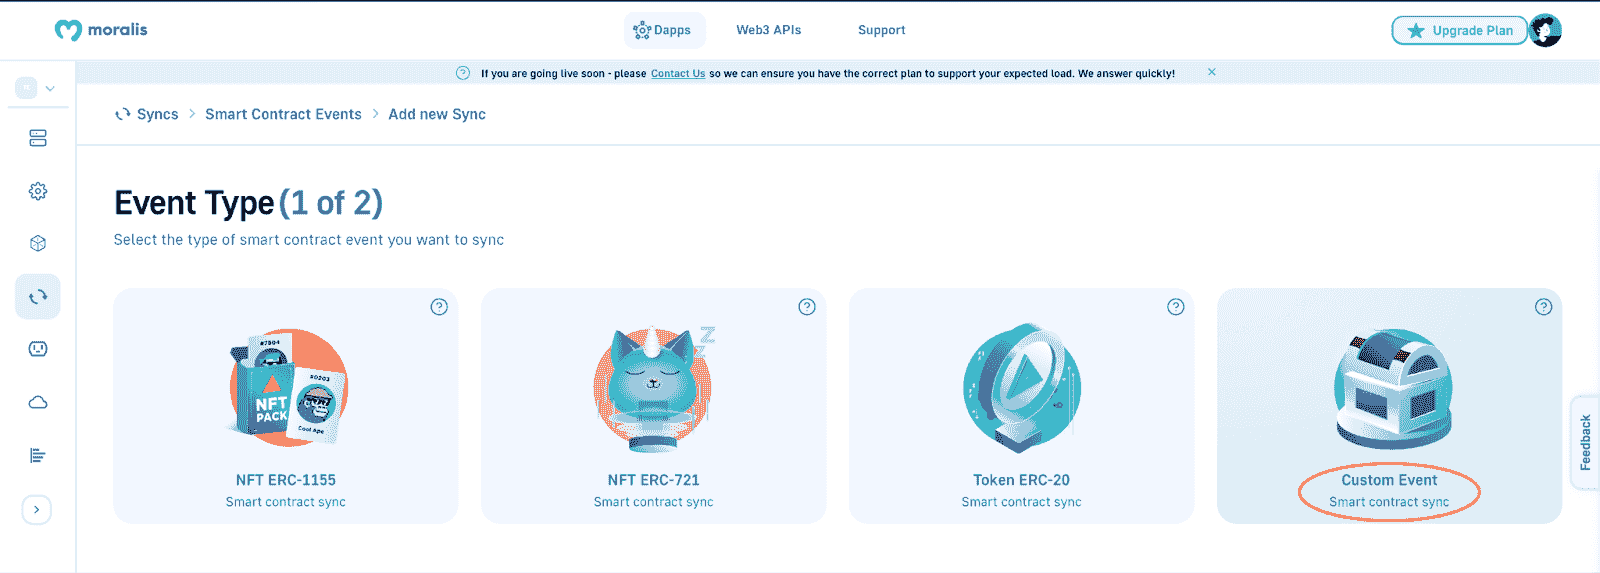 moralis
Dapps
Web3 APIs
Support
Upgrade Plan
If you are going live soon - please Contact Us so we can ensure you have the correct plan to support your expected load. We answer quickly!
Syncs > Smart Contract Events > Add new Sync
Event Type (1 of 2)
Select the type of smart contract event you want to sync
#7804
#0203
NFT
PACK
Cool Ape
NFT ERC-1155
Smart contract sync
Z
Z
NFT ERC-721
Smart contract sync
Token ERC-20
Smart contract sync
Custom Event
Smart contract sync
Feedback